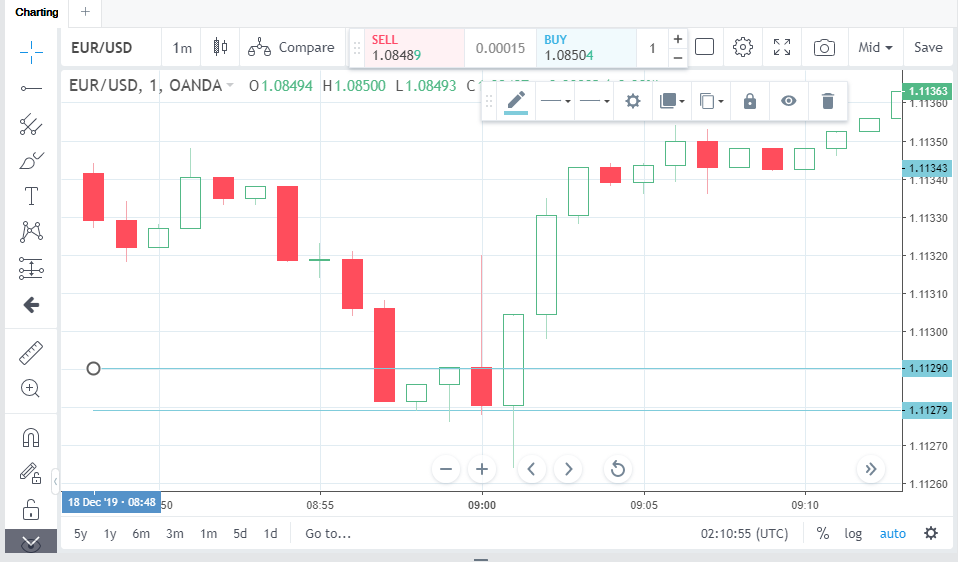 Charting +
EUR/USD 1m Compare SELL 1.08489 0.00015 BUY 1.08504 1 + − Mid Save
EUR/USD, 1, OANDA O1.08494 H1.08500 L1.08493 C
1.11363
1.11360
1.11350
1.11343
1.11340
1.11330
1.11320
1.11310
1.11300
1.11290
1.11279
1.11270
1.11260
18 Dec '19 - 08:48 50 08:55 09:00 09:05 09:10
5y 1y 6m 3m 1m 5d 1d Go to... 02:10:55 (UTC) % log auto